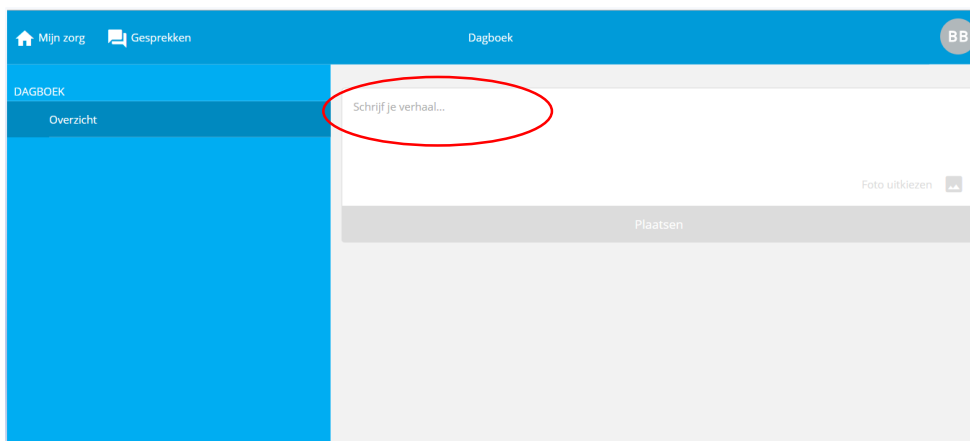 Mijn zorg Gesprekken Dagboek BB
DAGBOEK
Overzicht
Schrijf je verhaal...
Foto uitkiezen
Plaatsen